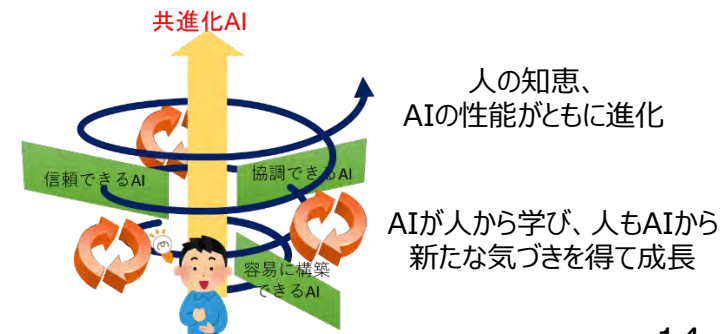 共進化AI
人の知恵、
AIの性能がともに進化
信頼できるAI
協調できるAI
AIが人から学び、人もAIから
新たな気づきを得て成長
容易に構築
できるAI